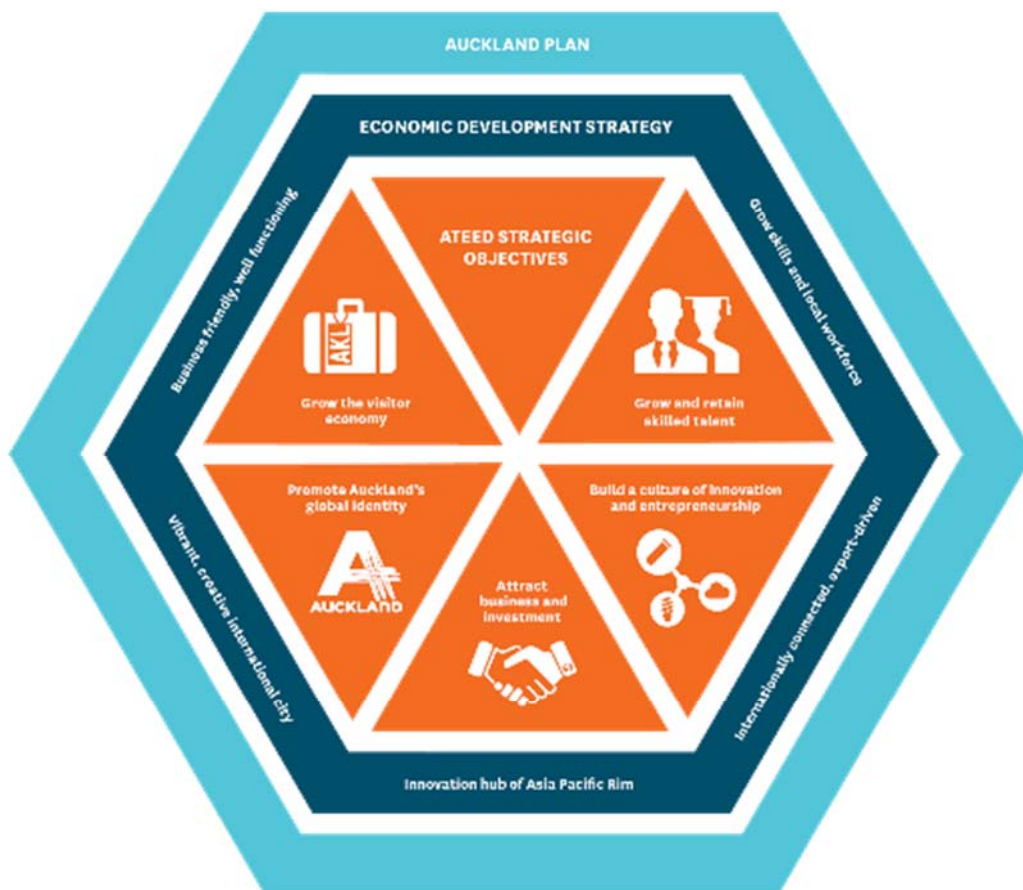 AUCKLAND PLAN
ECONOMIC DEVELOPMENT STRATEGY
Business friendly, well functioning
Grow skills and local workforce
ATEED STRATEGIC
OBJECTIVES
AKL
Grow the visitor
economy
Grow and retain
skilled talent
Promote Auckland's
global identity
AUCKLAND
Attract
business and
investment
Build a culture of innovation
and entrepreneurship
Vibrant, creative international city
Internationally connected, export-driven
Innovation hub of Asia Pacific Rim